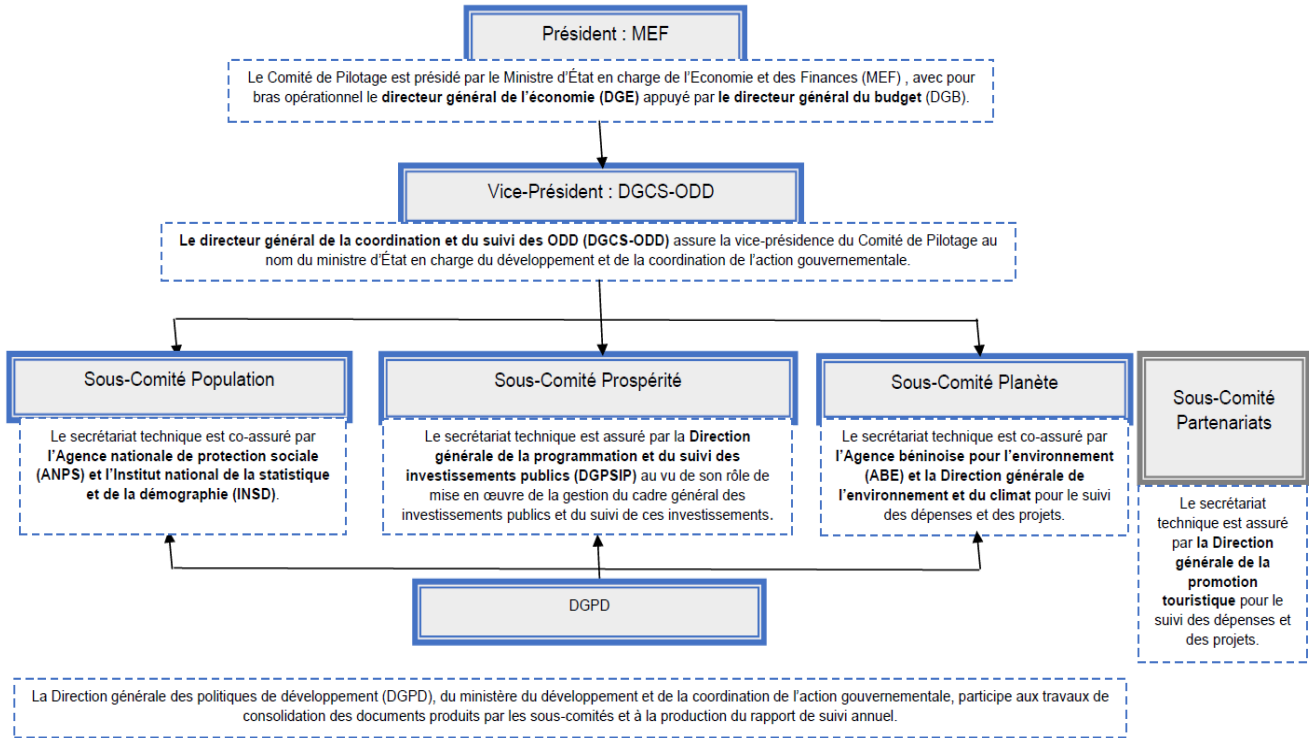 Président : MEF
Le Comité de Pilotage est présidé par le Ministre d’État en charge de l’Economie et des Finances (MEF) , avec pour
bras opérationnel le directeur général de l’économie (DGE) appuyé par le directeur général du budget (DGB).
Vice-Président : DGCS-ODD
Le directeur général de la coordination et du suivi des ODD (DGCS-ODD) assure la vice-présidence du Comité de Pilotage au
nom du ministre d’État en charge du développement et de la coordination de l’action gouvernementale.
Sous-Comité Population
Le secrétariat technique est co-assuré par
l’Agence nationale de protection sociale
(ANPS) et l’Institut national de la statistique
et de la démographie (INSD).
Sous-Comité Prospérité
Le secrétariat technique est assuré par la Direction
générale de la programmation et du suivi des
investissements publics (DGPSIP) au vu de son rôle de
mise en œuvre de la gestion du cadre général des
investissements publics et du suivi de ces investissements.
Sous-Comité Planète
Le secrétariat technique est co-assuré par
l’Agence béninoise pour l’environnement
(ABE) et la Direction générale de
l’environnement et du climat pour le suivi
des dépenses et des projets.
Sous-Comité
Partenariats
Le secrétariat
technique est assuré
par la Direction
générale de la
promotion
touristique pour le
suivi des dépenses et
des projets.
DGPD
La Direction générale des politiques de développement (DGPD), du ministère du développement et de la coordination de l’action gouvernementale, participe aux travaux de
consolidation des documents produits par les sous-comités et à la production du rapport de suivi annuel.